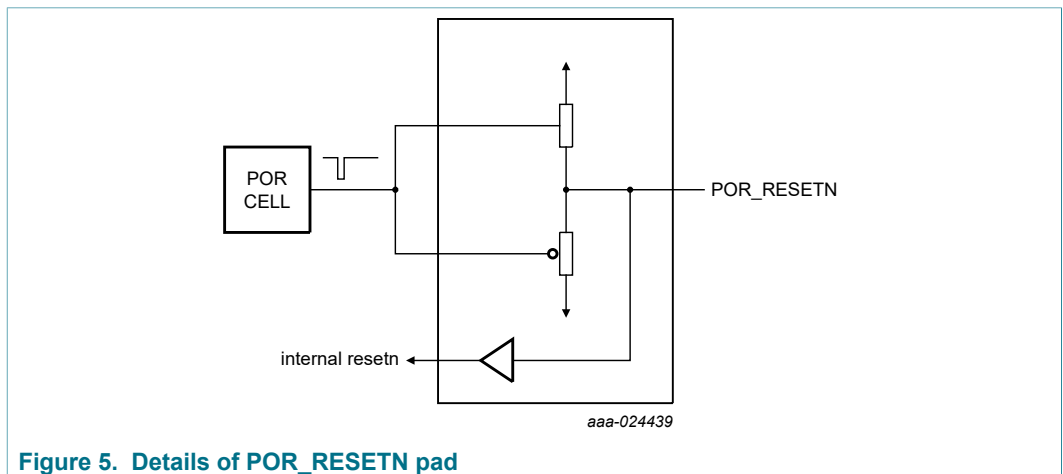 POR
CELL
POR_RESETN
internal resetn
aaa-024439
Figure 5. Details of POR_RESETN pad